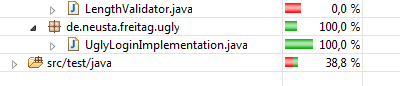 LengthValidator.java 0,0 %
de.neusta.freitag.ugly 100,0 %
UglyLoginImplementation.java 100,0 %
src/test/java 38,8 %